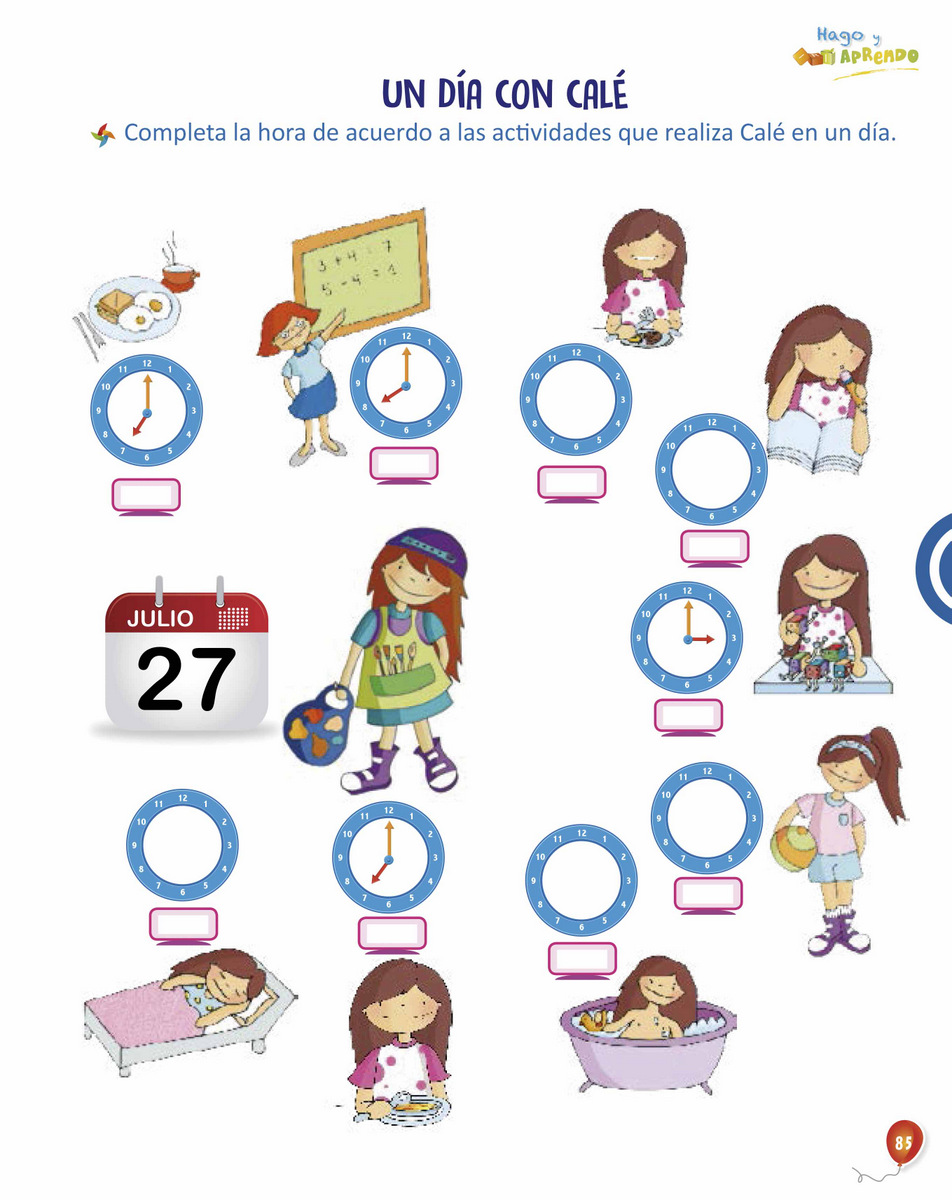 Hago y
APRENDO
UN DÍA CON CALÉ
Completa la hora de acuerdo a las actividades que realiza Calé en un día.
3 + 4 = 7
5 - 4 = 1
12 1 2 3 4 5 6 7 8 9 10 11
12 1 2 3 4 5 6 7 8 9 10 11
12 1 2 3 4 5 6 7 8 9 10 11
12 1 2 3 4 5 6 7 8 9 10 11
JULIO
27
12 1 2 3 4 5 6 7 8 9 10 11
12 1 2 3 4 5 6 7 8 9 10 11
12 1 2 3 4 5 6 7 8 9 10 11
12 1 2 3 4 5 6 7 8 9 10 11
12 1 2 3 4 5 6 7 8 9 10 11
85